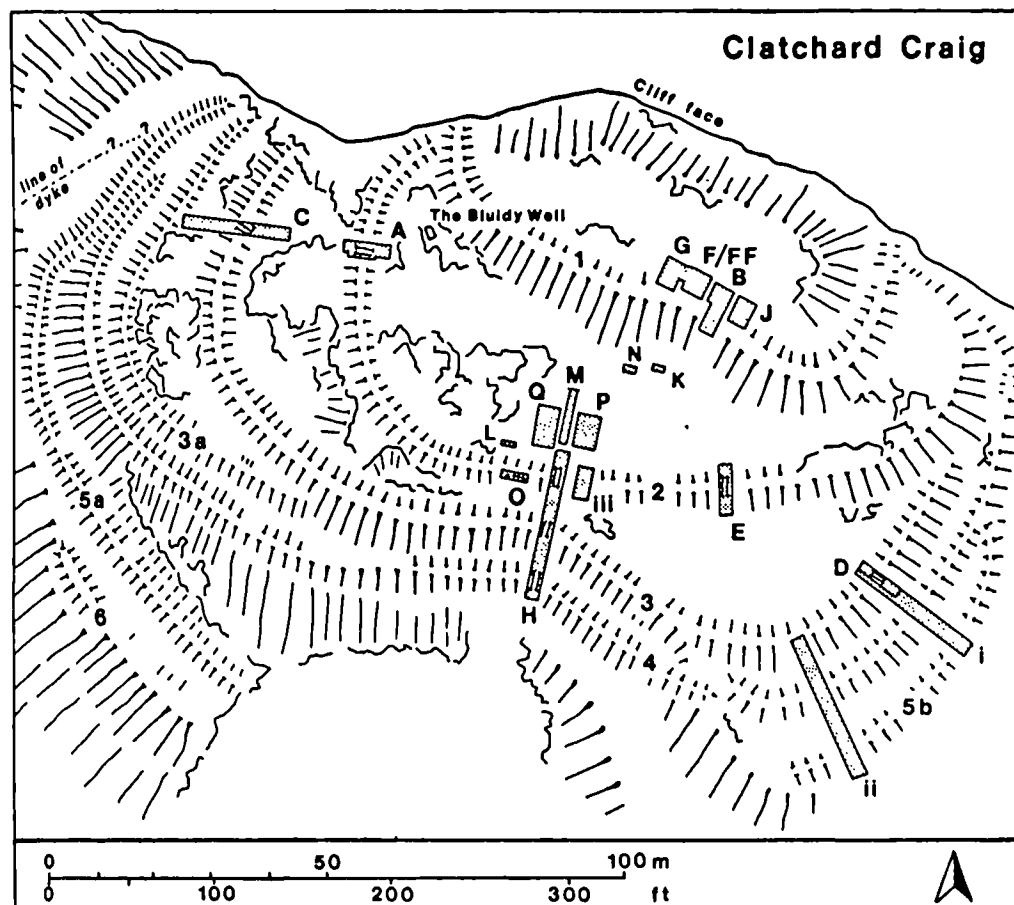 Clatchard Craig
Cliff face
line of
dyke
? ?
C
A
The Bluidy Well
1
G
F/FF
B
J
N
K
M
Q
P
L
3a
O
iii
2
E
5a
D
H
3
6
4
i
5b
ii
0 50 100 m
0 100 200 300 ft